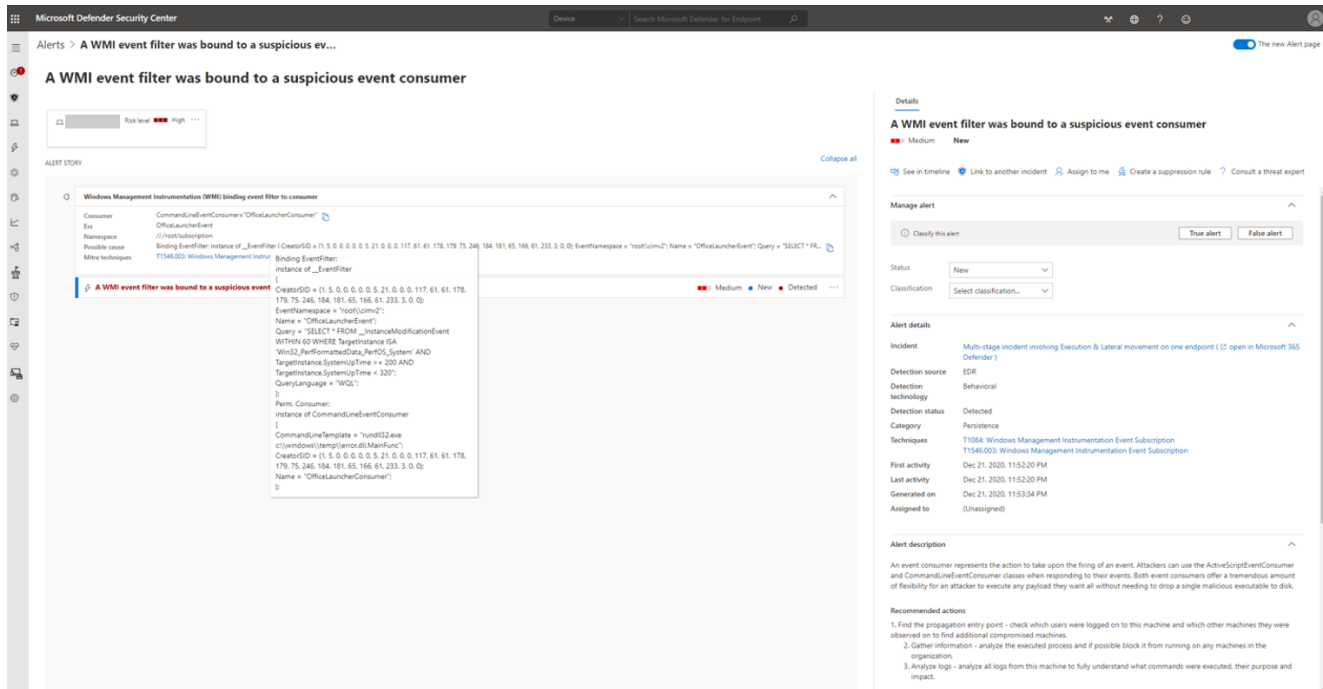 Microsoft Defender Security Center
Device
Search Microsoft Defender for Endpoint
Alerts > A WMI event filter was bound to a suspicious ev...
The new Alert page
A WMI event filter was bound to a suspicious event consumer
Risk level High ...
ALERT STORY
Collapse all
Windows Management Instrumentation (WMI) binding event filter to consumer
Consumer CommandLineEventConsumer="OfficeLauncherConsumer"
Ess OfficeLauncherEvent
Namespace //./root/subscription
Possible cause Binding EventFilter: instance of __EventFilter { CreatorSID = {1, 5, 0, 0, 0, 0, 0, 5, 21, 0, 0, 0, 117, 61, 61, 178, 179, 75, 246, 184, 181, 65, 166, 61, 233, 3, 0, 0}; EventNamespace = "root\\cimv2"; Name = "OfficeLauncherEvent"; Query = "SELECT * FR...
Mitre techniques T1546.003: Windows Management Instru
A WMI event filter was bound to a suspicious event
Medium New Detected ...
Binding EventFilter:
instance of __EventFilter
{
CreatorSID = {1, 5, 0, 0, 0, 0, 0, 5, 21, 0, 0, 0, 117, 61, 61, 178,
179, 75, 246, 184, 181, 65, 166, 61, 233, 3, 0, 0};
EventNamespace = "root\\cimv2";
Name = "OfficeLauncherEvent";
Query = "SELECT * FROM __InstanceModificationEvent
WITHIN 60 WHERE TargetInstance ISA
'Win32_PerfFormattedData_PerfOS_System' AND
TargetInstance.SystemUpTime >= 200 AND
TargetInstance.SystemUpTime < 320";
QueryLanguage = "WQL";
};
Perm. Consumer:
instance of CommandLineEventConsumer
{
CommandLineTemplate = "rundll32.exe
c:\\windows\\temp\\error.dll,MainFunc";
CreatorSID = {1, 5, 0, 0, 0, 0, 0, 5, 21, 0, 0, 0, 117, 61, 61, 178,
179, 75, 246, 184, 181, 65, 166, 61, 233, 3, 0, 0};
Name = "OfficeLauncherConsumer";
};
Details
A WMI event filter was bound to a suspicious event consumer
Medium New
See in timeline Link to another incident Assign to me Create a suppression rule ? Consult a threat expert
Manage alert
Classify this alert True alert False alert
Status New
Classification Select classification...
Alert details
Incident Multi-stage incident involving Execution & Lateral movement on one endpoint ( open in Microsoft 365
Defender )
Detection source EDR
Detection Behavioral
technology
Detection status Detected
Category Persistence
Techniques T1084: Windows Management Instrumentation Event Subscription
T1546.003: Windows Management Instrumentation Event Subscription
First activity Dec 21, 2020, 11:52:20 PM
Last activity Dec 21, 2020, 11:52:20 PM
Generated on Dec 21, 2020, 11:53:34 PM
Assigned to (Unassigned)
Alert description
An event consumer represents the action to take upon the firing of an event. Attackers can use the ActiveScriptEventConsumer
and CommandLineEventConsumer classes when responding to their events. Both event consumers offer a tremendous amount
of flexibility for an attacker to execute any payload they want all without needing to drop a single malicious executable to disk.
Recommended actions
1. Find the propagation entry point - check which users were logged on to this machine and which other machines they were
observed on to find additional compromised machines.
2. Gather information - analyze the executed process and if possible block it from running on any machines in the
organization.
3. Analyze logs - analyze all logs from this machine to fully understand what commands were executed, their purpose and
impact.